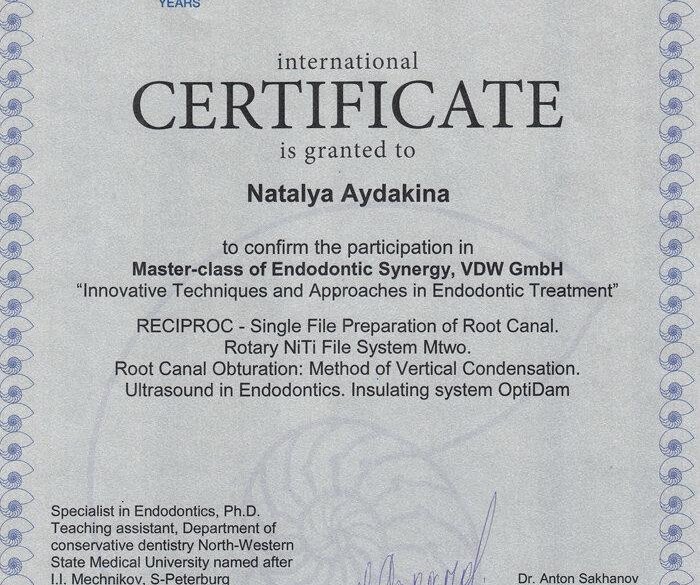 YEARS
international
CERTIFICATE
is granted to
Natalya Aydakina
to confirm the participation in
Master-class of Endodontic Synergy, VDW GmbH
“Innovative Techniques and Approaches in Endodontic Treatment”
RECIPROC - Single File Preparation of Root Canal.
Rotary NiTi File System Mtwo.
Root Canal Obturation: Method of Vertical Condensation.
Ultrasound in Endodontics. Insulating system OptiDam
Specialist in Endodontics, Ph.D.
Teaching assistant, Department of
conservative dentistry North-Western
State Medical University named after
I.I. Mechnikov, S-Peterburg
Dr. Anton Sakhanov